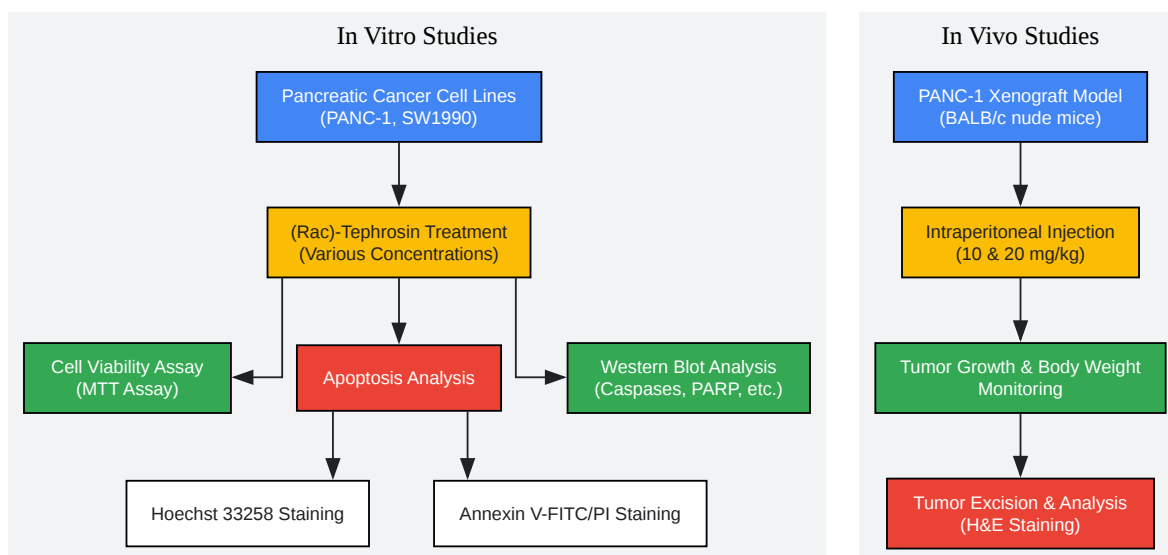 In Vitro Studies
Pancreatic Cancer Cell Lines
(PANC-1, SW1990)
(Rac)-Tephrosin Treatment
(Various Concentrations)
Cell Viability Assay
(MTT Assay)
Apoptosis Analysis
Western Blot Analysis
(Caspases, PARP, etc.)
Hoechst 33258 Staining
Annexin V-FITC/PI Staining
In Vivo Studies
PANC-1 Xenograft Model
(BALB/c nude mice)
Intraperitoneal Injection
(10 & 20 mg/kg)
Tumor Growth & Body Weight
Monitoring
Tumor Excision & Analysis
(H&E Staining)